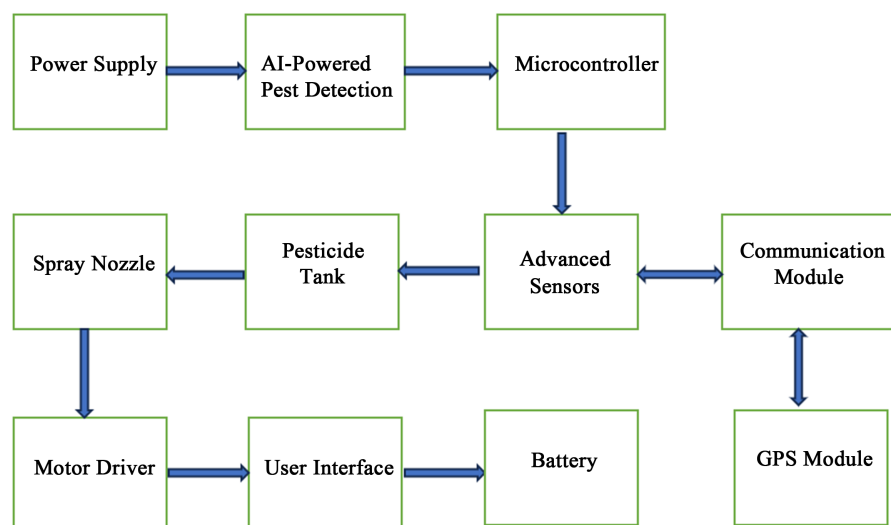 Power Supply
AI-Powered
Pest Detection
Microcontroller
Spray Nozzle
Pesticide
Tank
Advanced
Sensors
Communication
Module
Motor Driver
User Interface
Battery
GPS Module